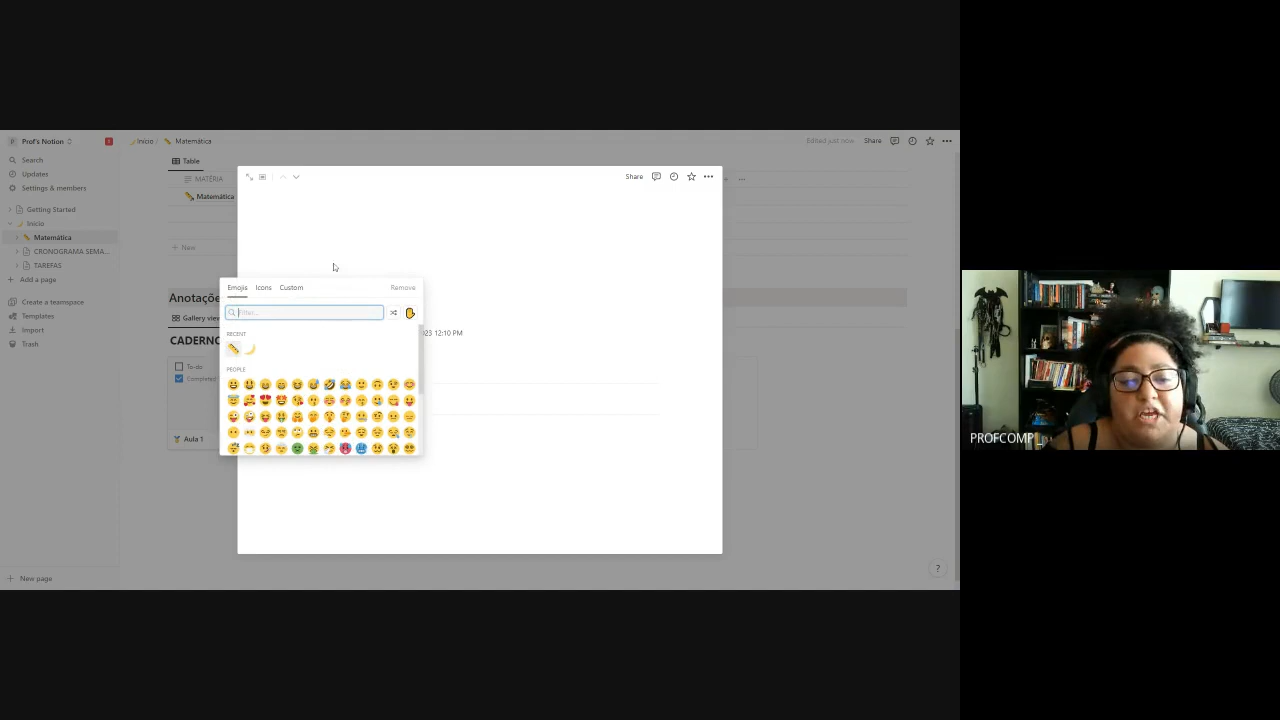 Prof's Notion
Search
Updates
Settings & members
Getting Started
Início
Matemática
CRONOGRAMA SEMA...
TAREFAS
Add a page
Create a teamspace
Templates
Import
Trash
New page
Início / Matemática
Edited just now
Share
Table
MATÉRIA
Matemática
New
Anotaçõe
Gallery view
CADERNO
To-do
Completed
Aula 1
Share
Emojis Icons Custom Remove
Filter...
RECENT
PEOPLE
023 12:10 PM
?
PROFCOMP_